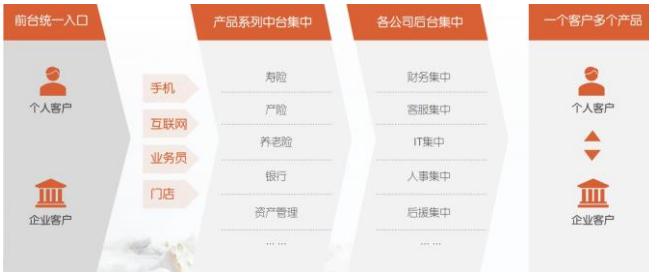 前台统一入口
个人客户
企业客户
手机
互联网
业务员
门店
产品系列中台集中
寿险
产险
养老险
银行
资产管理
... ...
各公司后台集中
财务集中
客服集中
IT集中
人事集中
后援集中
... ...
一个客户多个产品
个人客户
企业客户